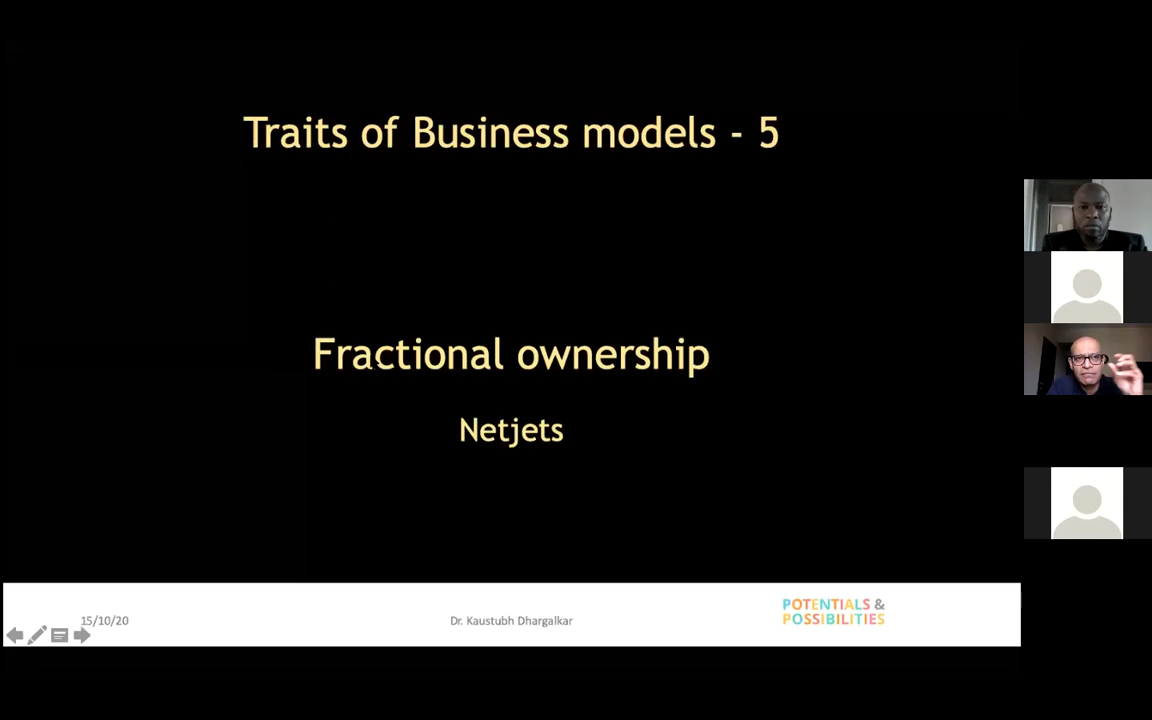 Traits of Business models - 5
Fractional ownership
Netjets
15/10/20
Dr. Kaustubh Dhargalkar
POTENTIALS &
POSSIBILITIES